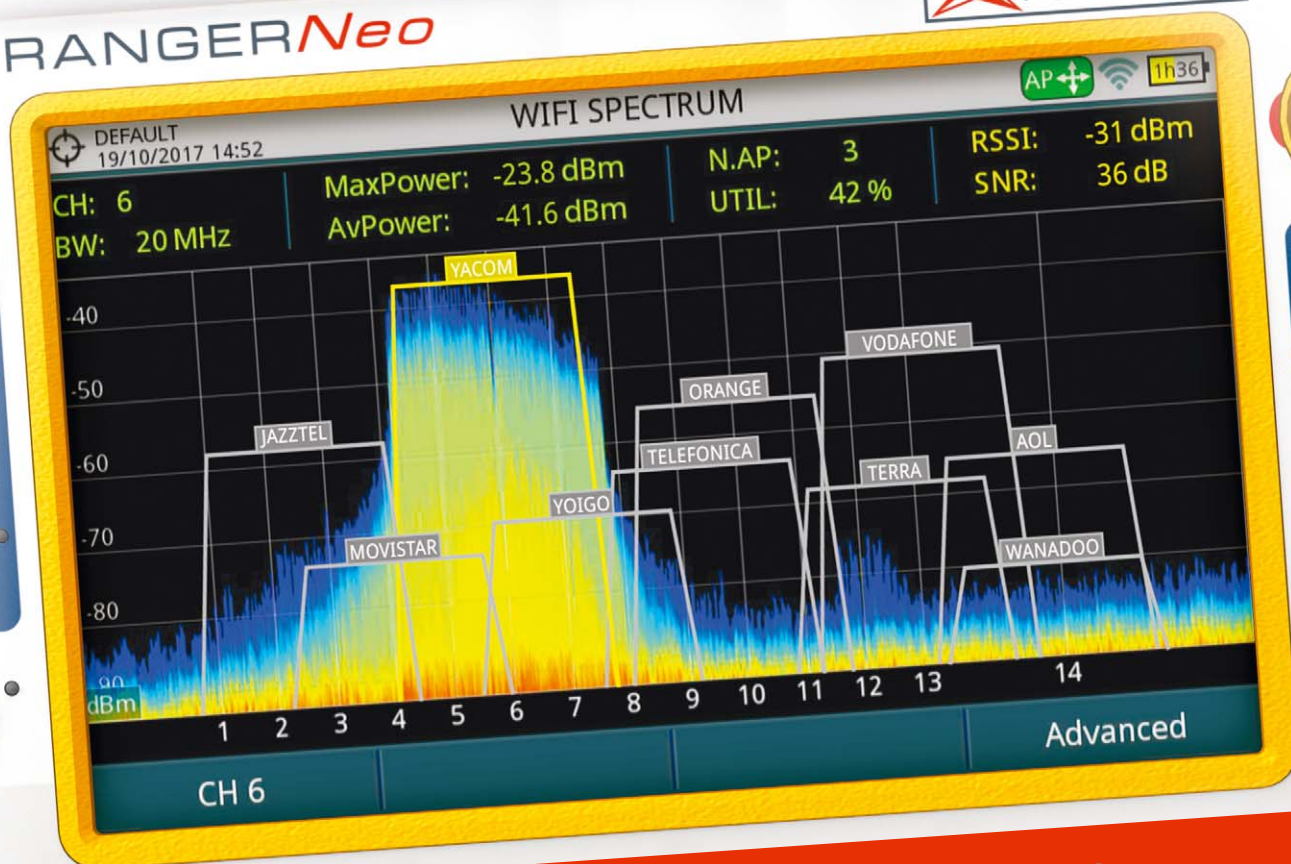 RANGERNeo
DEFAULT
19/10/2017 14:52
WIFI SPECTRUM
AP
1h36
CH: 6
BW: 20 MHz
MaxPower: -23.8 dBm
AvPower: -41.6 dBm
N.AP: 3
UTIL: 42 %
RSSI: -31 dBm
SNR: 36 dB
-40
-50
-60
-70
-80
-90
dBm
YACOM
VODAFONE
ORANGE
JAZZTEL
AOL
TELEFONICA
TERRA
YOIGO
MOVISTAR
WANADOO
1 2 3 4 5 6 7 8 9 10 11 12 13 14
CH 6
Advanced